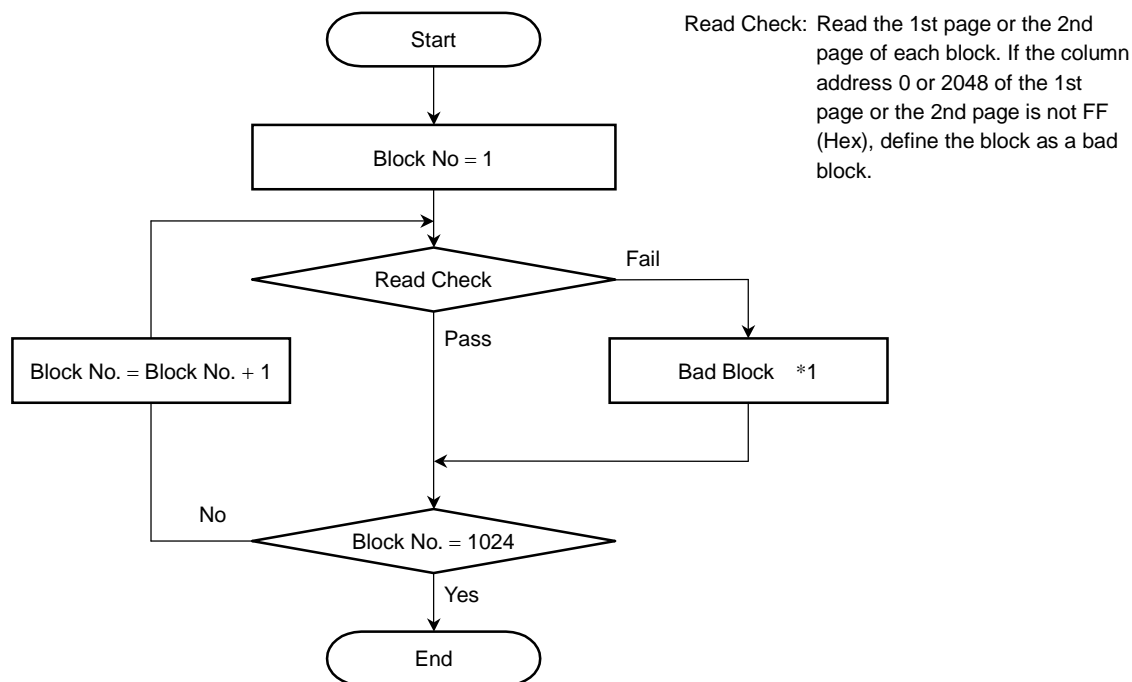 Start
Read Check: Read the 1st page or the 2nd
page of each block. If the column
address 0 or 2048 of the 1st
page or the 2nd page is not FF
(Hex), define the block as a bad
block.
Block No = 1
Fail
Read Check
Pass
Block No. = Block No. + 1
Bad Block *1
No
Block No. = 1024
Yes
End